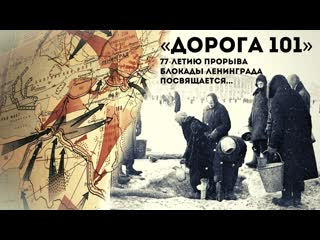 «ДОРОГА 101»
77-ЛЕТИЮ ПРОРЫВА
БЛОКАДЫ ЛЕНИНГРАДА
ПОСВЯЩАЕТСЯ...